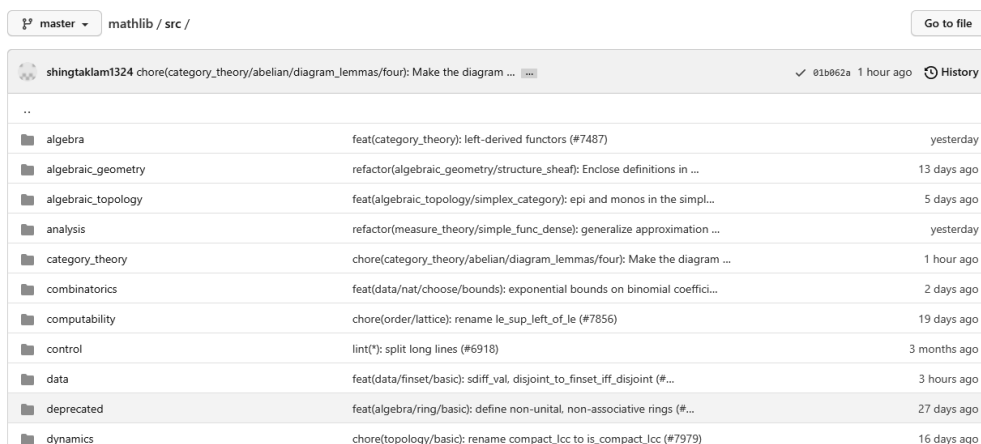 master mathlib / src / Go to file
shingtaklam1324 chore(category_theory/abelian/diagram_lemmas/four): Make the diagram ... ... 01b062a 1 hour ago History
..
algebra feat(category_theory): left-derived functors (#7487) yesterday
algebraic_geometry refactor(algebraic_geometry/structure_sheaf): Enclose definitions in ... 13 days ago
algebraic_topology feat(algebraic_topology/simplex_category): epi and monos in the simpl... 5 days ago
analysis refactor(measure_theory/simple_func_dense): generalize approximation ... yesterday
category_theory chore(category_theory/abelian/diagram_lemmas/four): Make the diagram ... 1 hour ago
combinatorics feat(data/nat/choose/bounds): exponential bounds on binomial coeffici... 2 days ago
computability chore(order/lattice): rename le_sup_left_of_le (#7856) 19 days ago
control lint(*): split long lines (#6918) 3 months ago
data feat(data/finset/basic): sdiff_val, disjoint_to_finset_iff_disjoint (#... 3 hours ago
deprecated feat(algebra/ring/basic): define non-unital, non-associative rings (#... 27 days ago
dynamics chore(topology/basic): rename compact_lcc to is_compact_lcc (#7979) 16 days ago